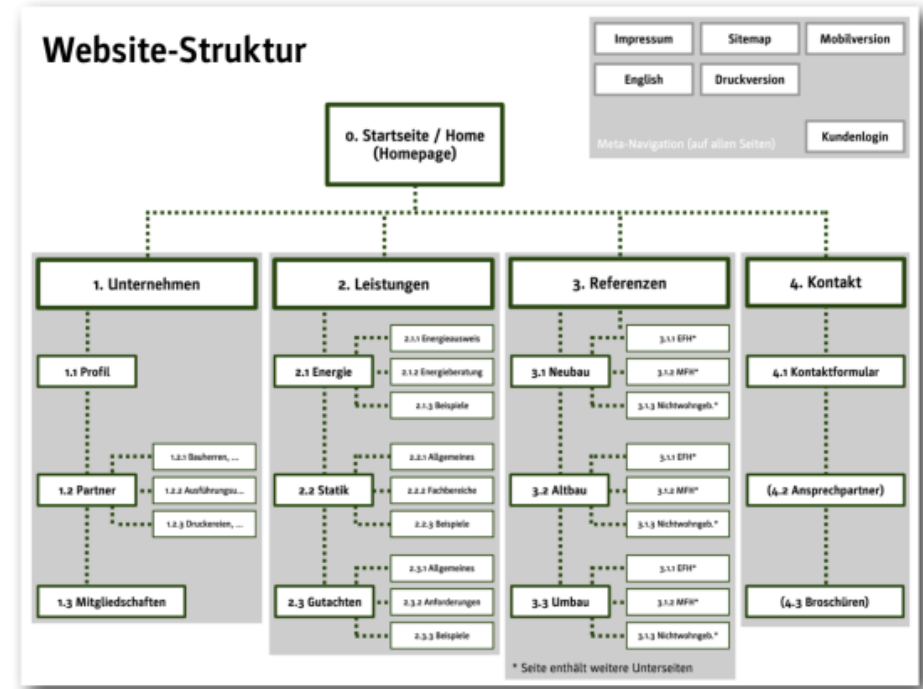 Website-Struktur
Impressum
Sitemap
Mobilversion
English
Druckversion
Meta-Navigation (auf allen Seiten)
Kundenlogin
0. Startseite / Home
(Homepage)
1. Unternehmen
1.1 Profil
1.2 Partner
1.2.1 Bauherren, ...
1.2.2 Ausführungsu...
1.2.3 Druckereien, ...
1.3 Mitgliedschaften
2. Leistungen
2.1 Energie
2.1.1 Energieausweis
2.1.2 Energieberatung
2.1.3 Beispiele
2.2 Statik
2.2.1 Allgemeines
2.2.2 Fachbereiche
2.2.3 Beispiele
2.3 Gutachten
2.3.1 Allgemeines
2.3.2 Anforderungen
2.3.3 Beispiele
3. Referenzen
3.1 Neubau
3.1.1 EFH*
3.1.2 MFH*
3.1.3 Nichtwohngeb.*
3.2 Altbau
3.1.1 EFH*
3.1.2 MFH*
3.1.3 Nichtwohngeb.*
3.3 Umbau
3.1.1 EFH*
3.1.2 MFH*
3.1.3 Nichtwohngeb.*
* Seite enthält weitere Unterseiten
4. Kontakt
4.1 Kontaktformular
(4.2 Ansprechpartner)
(4.3 Broschüren)